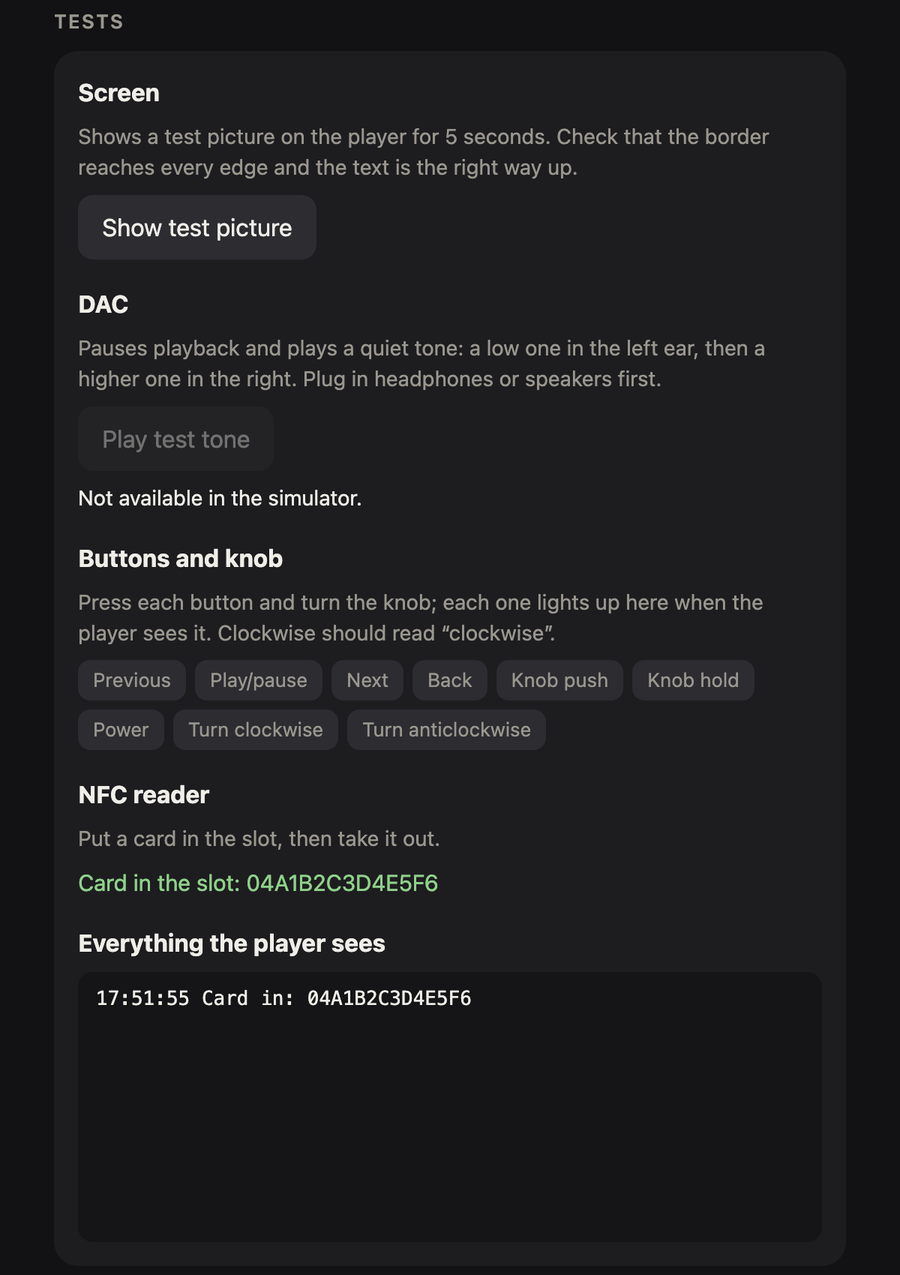 TESTS
Screen
Shows a test picture on the player for 5 seconds. Check that the border
reaches every edge and the text is the right way up.
Show test picture
DAC
Pauses playback and plays a quiet tone: a low one in the left ear, then a
higher one in the right. Plug in headphones or speakers first.
Play test tone
Not available in the simulator.
Buttons and knob
Press each button and turn the knob; each one lights up here when the
player sees it. Clockwise should read “clockwise”.
Previous Play/pause Next Back Knob push Knob hold
Power Turn clockwise Turn anticlockwise
NFC reader
Put a card in the slot, then take it out.
Card in the slot: 04A1B2C3D4E5F6
Everything the player sees
17:51:55 Card in: 04A1B2C3D4E5F6